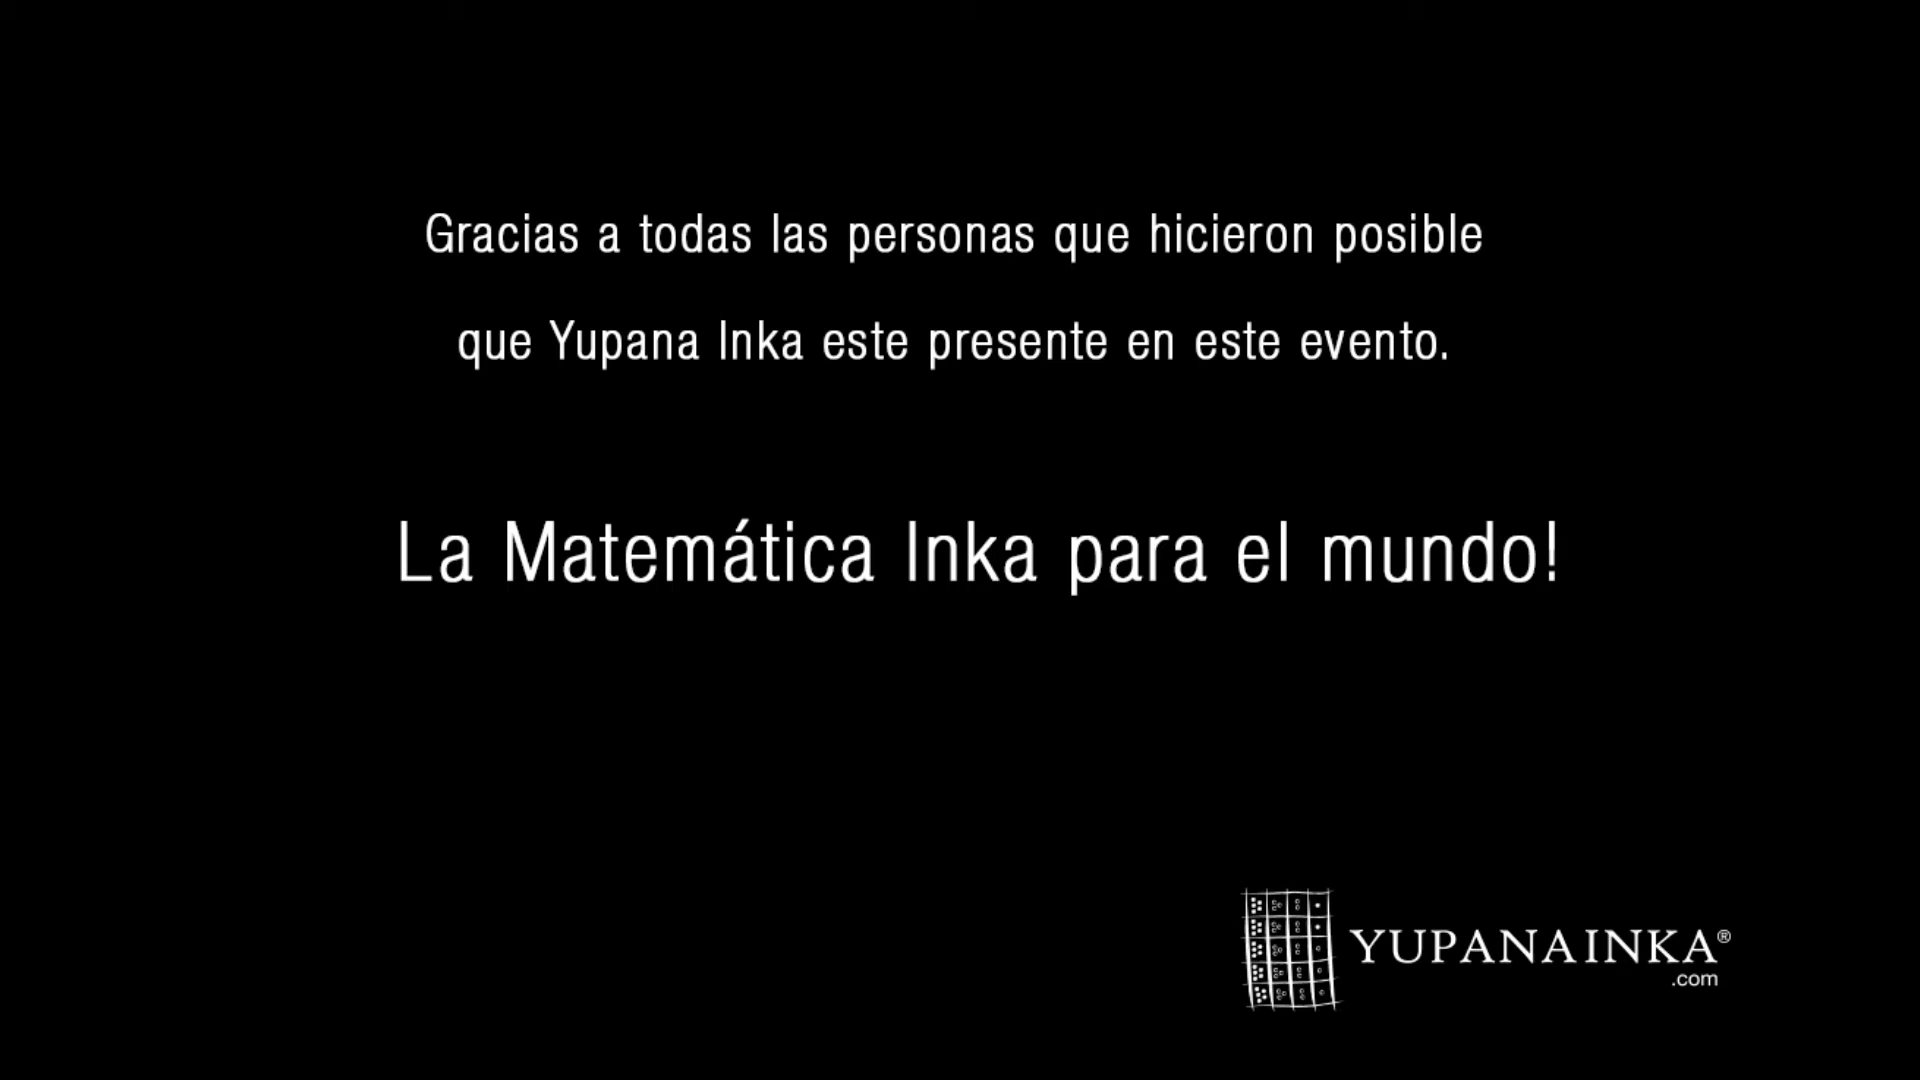 Gracias a todas las personas que hicieron posible
que Yupana Inka este presente en este evento.
La Matemática Inka para el mundo!
YUPANAINKA®
.com